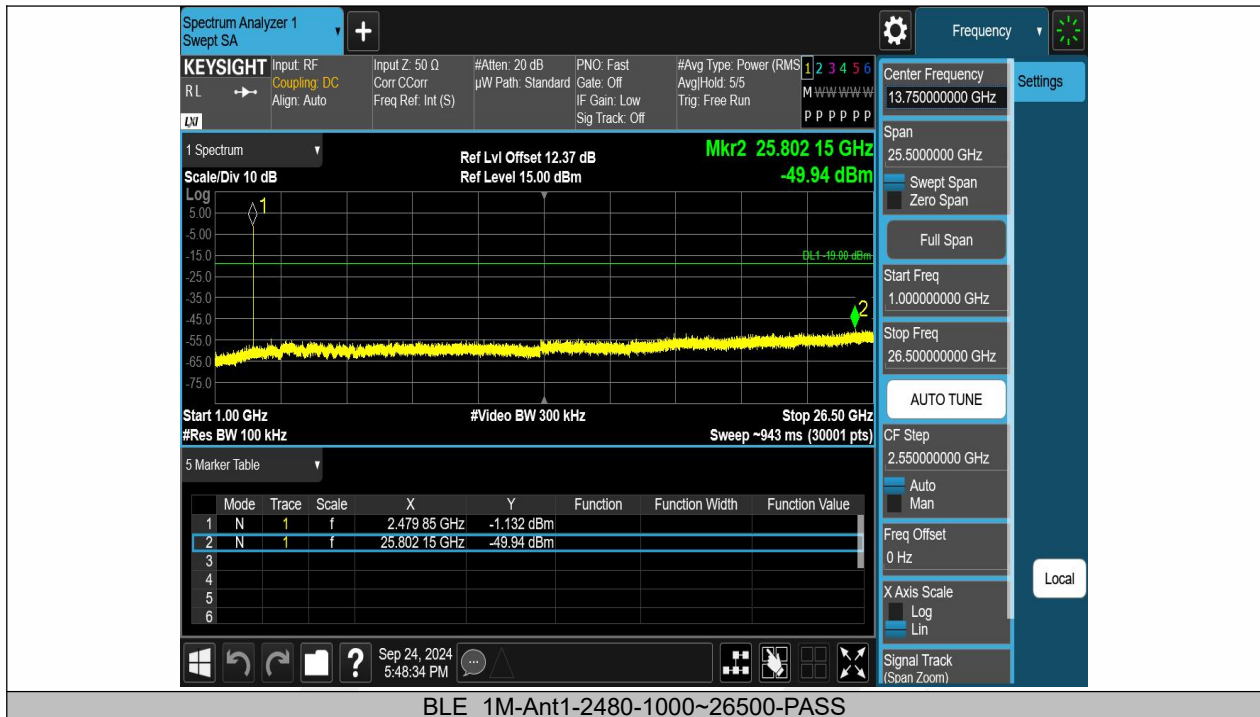 Spectrum Analyzer 1
Swept SA
+
Frequency
KEYSIGHT
RL
LXI
Input: RF
Coupling: DC
Align: Auto
Input Z: 50 Ω
Corr CCorr
Freq Ref: Int (S)
#Atten: 20 dB
µW Path: Standard
PNO: Fast
Gate: Off
IF Gain: Low
Sig Track: Off
#Avg Type: Power (RMS
Avg|Hold: 5/5
Trig: Free Run
1 2 3 4 5 6
M W W W W W
P P P P P P
1 Spectrum
Scale/Div 10 dB
Ref Lvl Offset 12.37 dB
Ref Level 15.00 dBm
Mkr2 25.802 15 GHz
-49.94 dBm
Log
5.00
-5.00
-15.0
-25.0
-35.0
-45.0
-55.0
-65.0
-75.0
1
DL1 -19.00 dBm
2
Start 1.00 GHz
#Video BW 300 kHz
Stop 26.50 GHz
#Res BW 100 kHz
Sweep ~943 ms (30001 pts)
5 Marker Table
Mode Trace Scale X Y Function Function Width Function Value
1 N 1 f 2.479 85 GHz -1.132 dBm
2 N 1 f 25.802 15 GHz -49.94 dBm
3
4
5
6
?
Sep 24, 2024
5:48:34 PM
Center Frequency
13.750000000 GHz
Settings
Span
25.5000000 GHz
Swept Span
Zero Span
Full Span
Start Freq
1.000000000 GHz
Stop Freq
26.500000000 GHz
AUTO TUNE
CF Step
2.550000000 GHz
Auto
Man
Freq Offset
0 Hz
Local
X Axis Scale
Log
Lin
Signal Track
(Span Zoom)
BLE_1M-Ant1-2480-1000~26500-PASS